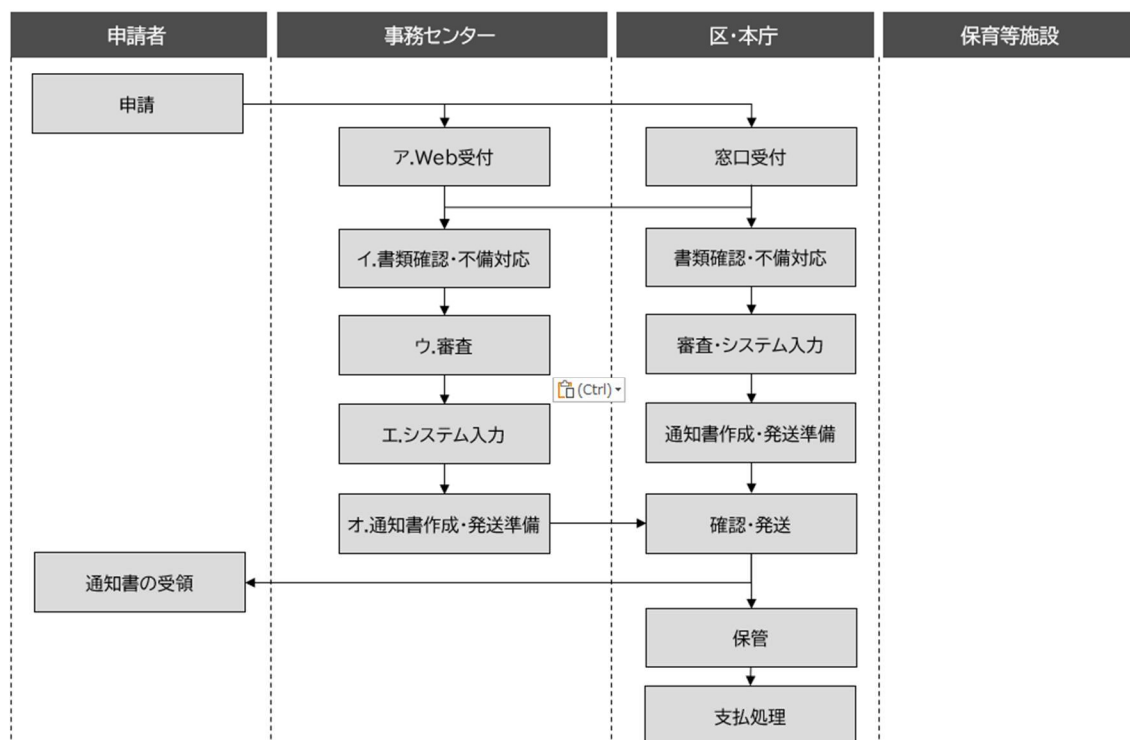 申請者
事務センター
区・本庁
保育等施設
申請
ア.Web受付
窓口受付
イ.書類確認・不備対応
書類確認・不備対応
ウ.審査
審査・システム入力
(Ctrl)
エ.システム入力
通知書作成・発送準備
オ.通知書作成・発送準備
確認・発送
通知書の受領
保管
支払処理